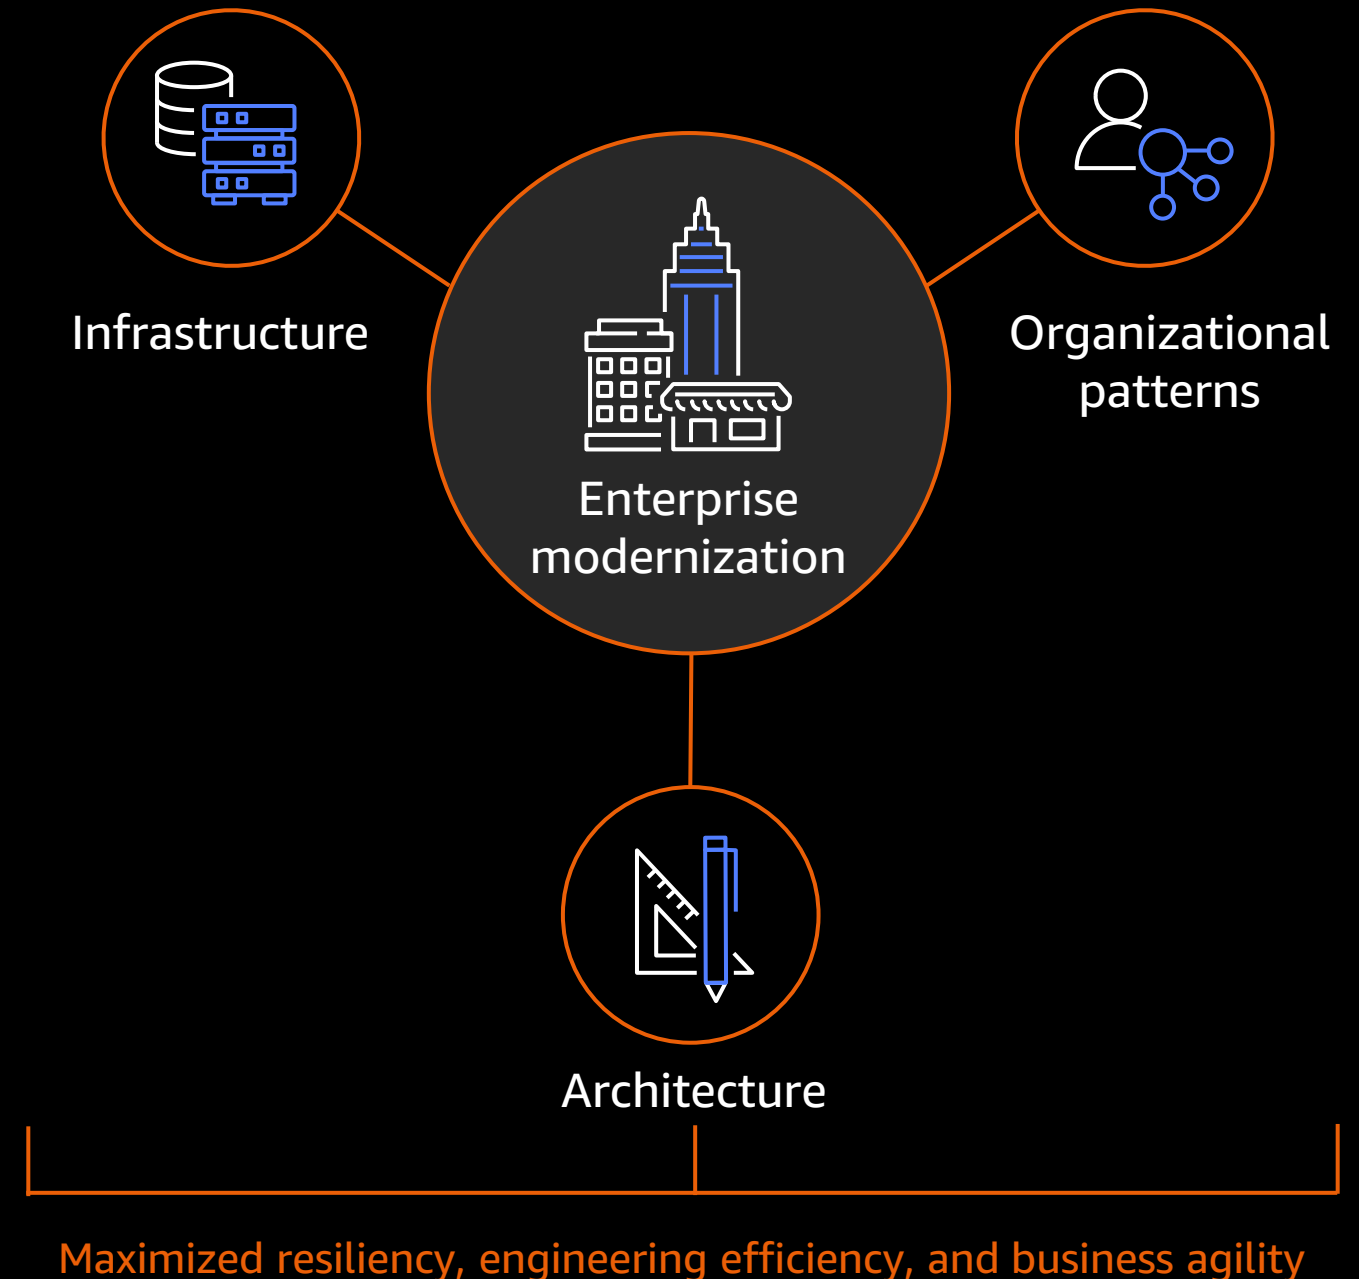 Infrastructure
Organizational
patterns
Enterprise
modernization
Architecture
Maximized resiliency, engineering efficiency, and business agility